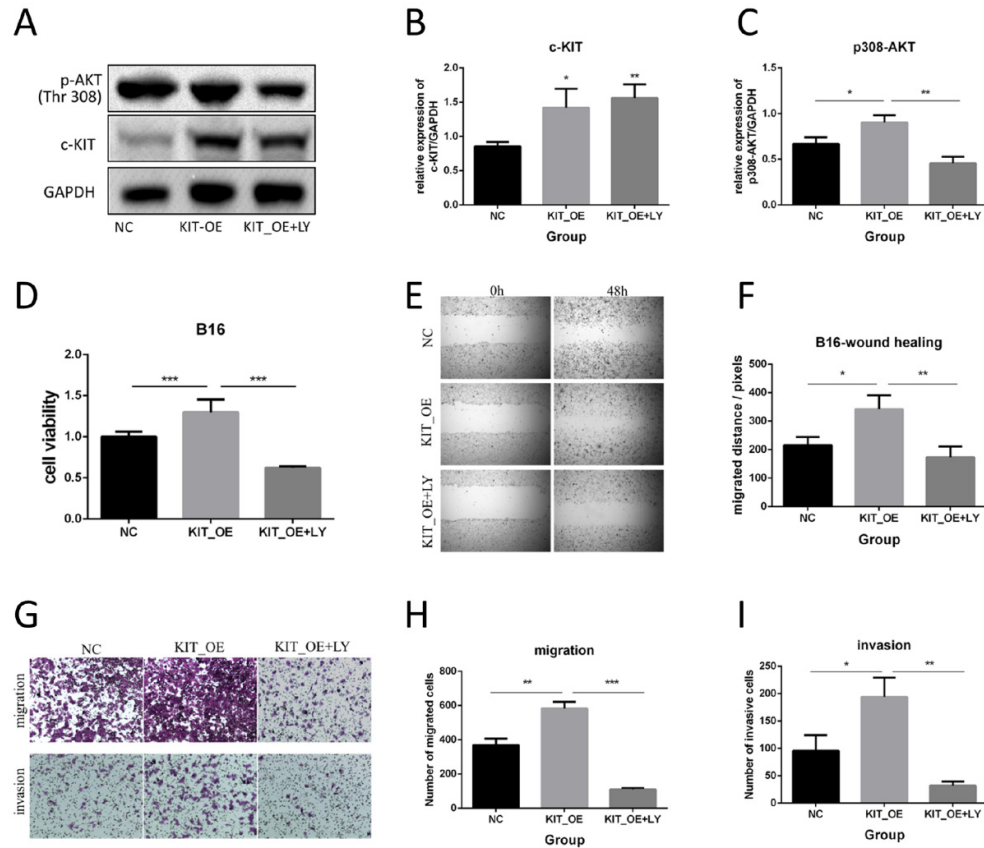 A
p-AKT
(Thr 308)
c-KIT
GAPDH
NC KIT-OE KIT_OE+LY
B
c-KIT
relative expression of
c-KIT/GAPDH
2.0
1.5
1.0
0.5
0.0
* **
NC KIT_OE KIT_OE+LY
Group
C
p308-AKT
relative expression of
p308-AKT/GAPDH
1.5
1.0
0.5
0.0
* **
NC KIT_OE KIT_OE+LY
Group
D
B16
cell viability
2.0
1.5
1.0
0.5
0.0
*** ***
NC KIT_OE KIT_OE+LY
E
0h 48h
NC
KIT_OE
KIT_OE+LY
F
B16-wound healing
migrated distance / pixels
500
400
300
200
100
0
* **
NC KIT_OE KIT_OE+LY
Group
G
NC KIT_OE KIT_OE+LY
migration
invasion
H
migration
Number of migrated cells
800
600
400
200
0
** ***
NC KIT_OE KIT_OE+LY
Group
I
invasion
Number of invasive cells
250
200
150
100
50
0
* **
NC KIT_OE KIT_OE+LY
Group